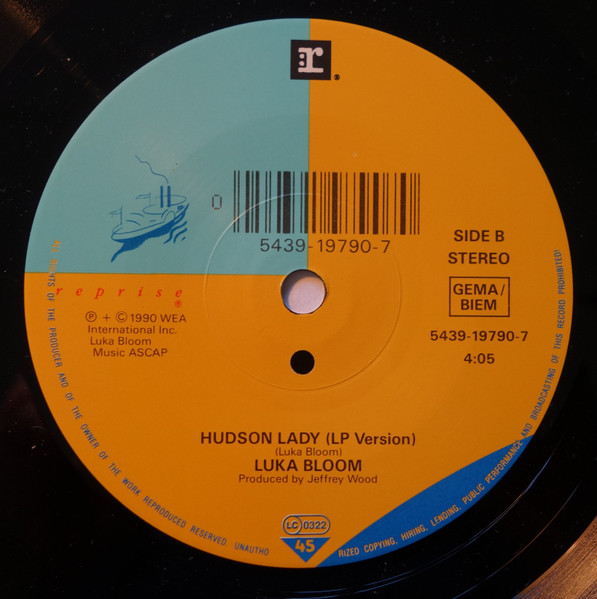 r
®
0
5439-19790-7
SIDE B
STEREO
GEMA/
BIEM
5439-19790-7
4:05
reprise
®
℗ + © 1990 WEA
International Inc.
Luka Bloom
Music ASCAP
HUDSON LADY (LP Version)
(Luka Bloom)
LUKA BLOOM
Produced by Jeffrey Wood
LC 0322
45
ALL RIGHTS OF THE PRODUCER AND OF THE OWNER OF THE WORK REPRODUCED RESERVED. UNAUTHO
RIZED COPYING, HIRING, LENDING, PUBLIC PERFORMANCE AND BROADCASTING OF THIS RECORD PROHIBITED!